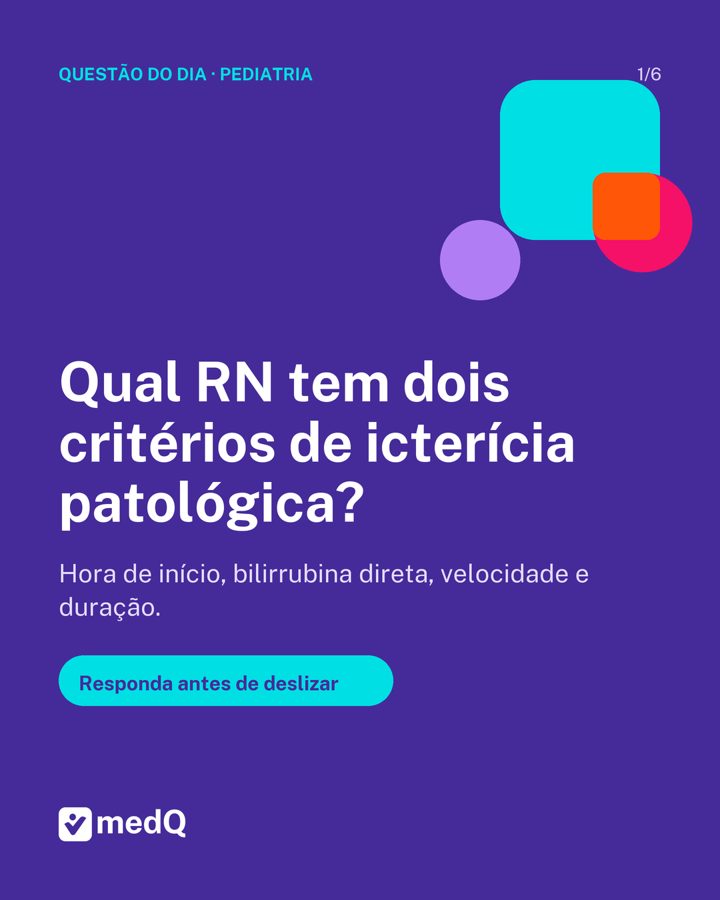 QUESTÃO DO DIA · PEDIATRIA
1/6
Qual RN tem dois
critérios de icterícia
patológica?
Hora de início, bilirrubina direta, velocidade e
duração.
Responda antes de deslizar
medQ